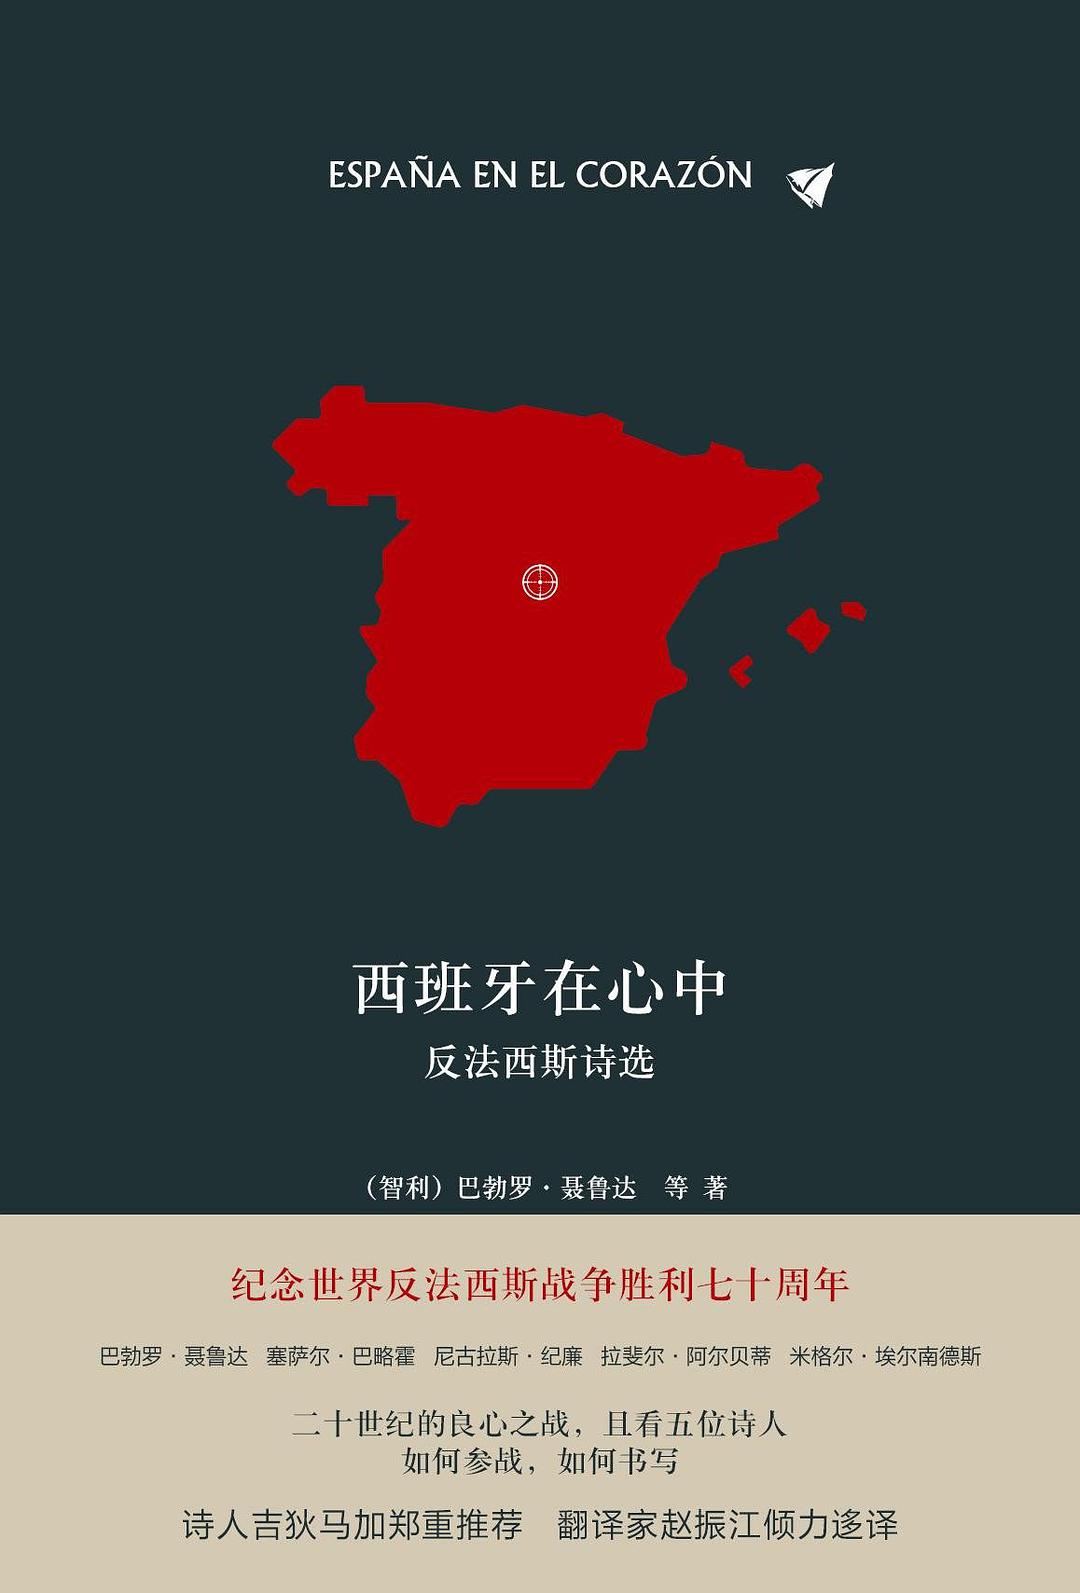 ESPAÑA EN EL CORAZÓN
西班牙在心中
反法西斯诗选
（智利）巴勃罗·聂鲁达 等 著
纪念世界反法西斯战争胜利七十周年
巴勃罗·聂鲁达 塞萨尔·巴略霍 尼古拉斯·纪廉 拉斐尔·阿尔贝蒂 米格尔·埃尔南德斯
二十世纪的良心之战，且看五位诗人
如何参战，如何书写
诗人吉狄马加郑重推荐 翻译家赵振江倾力迻译